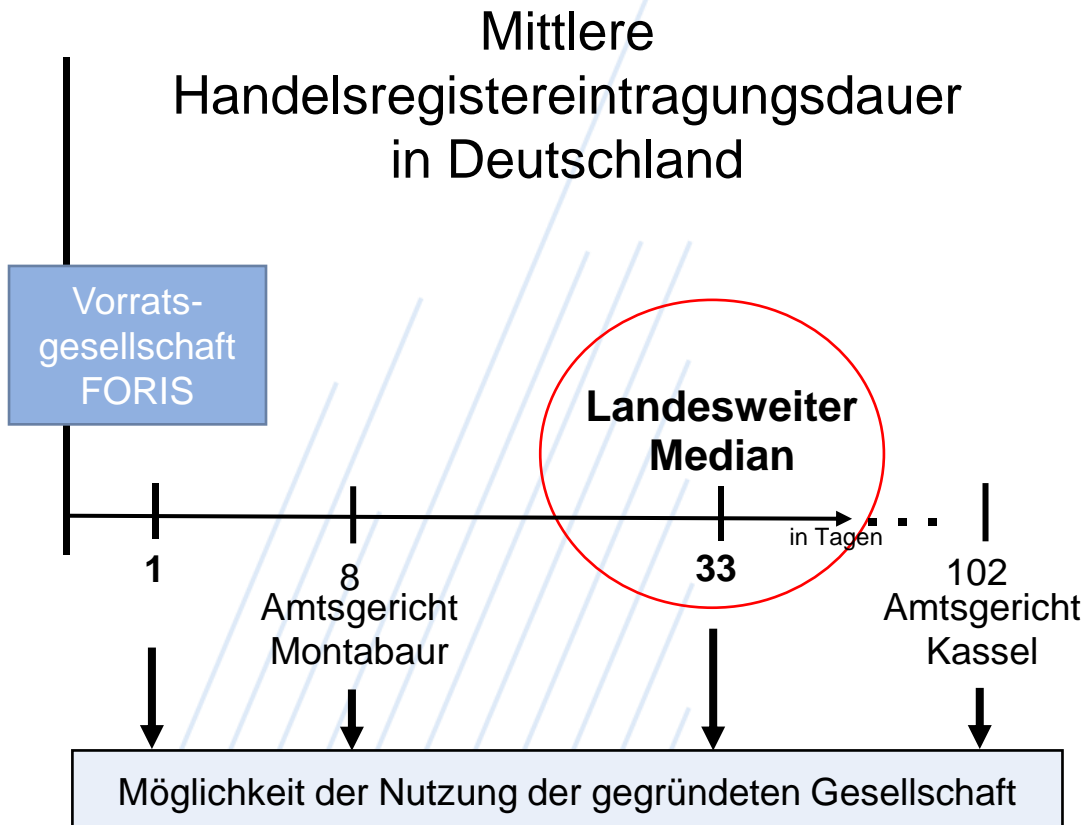 Mittlere
Handelsregistereintragungsdauer
in Deutschland
Vorrats-
gesellschaft
FORIS
Landesweiter
Median
in Tagen
1
8
Amtsgericht
Montabaur
33
102
Amtsgericht
Kassel
Möglichkeit der Nutzung der gegründeten Gesellschaft